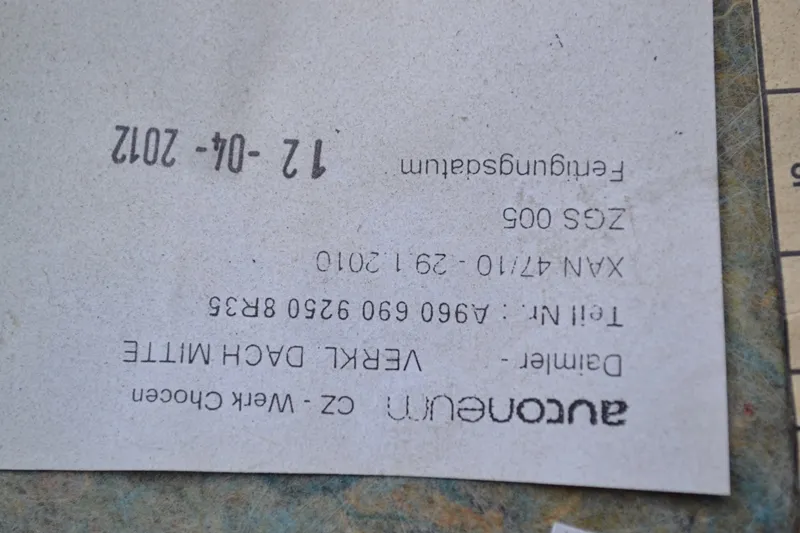 autoneum CZ - Werk Chocen
Daimler - VERKL. DACH MITTE
Teil Nr. : A960 690 9250 8R35
XAN 47/10 - 29.1.2010
ZGS 005
Fertigungsdatum 12 -04- 2012